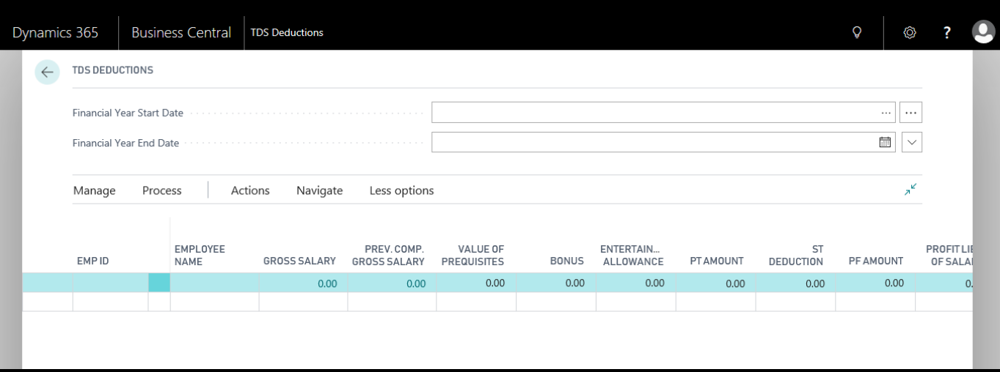 Dynamics 365 Business Central TDS Deductions ?
TDS DEDUCTIONS
Financial Year Start Date
Financial Year End Date
Manage Process Actions Navigate Less options
EMP ID
EMPLOYEE
NAME
GROSS SALARY
PREV. COMP.
GROSS SALARY
VALUE OF
PREQUISITES
BONUS
ENTERTAIN...
ALLOWANCE
PT AMOUNT
ST
DEDUCTION
PF AMOUNT
PROFIT LIE
OF SALA
0.00 0.00 0.00 0.00 0.00 0.00 0.00 0.00 0.